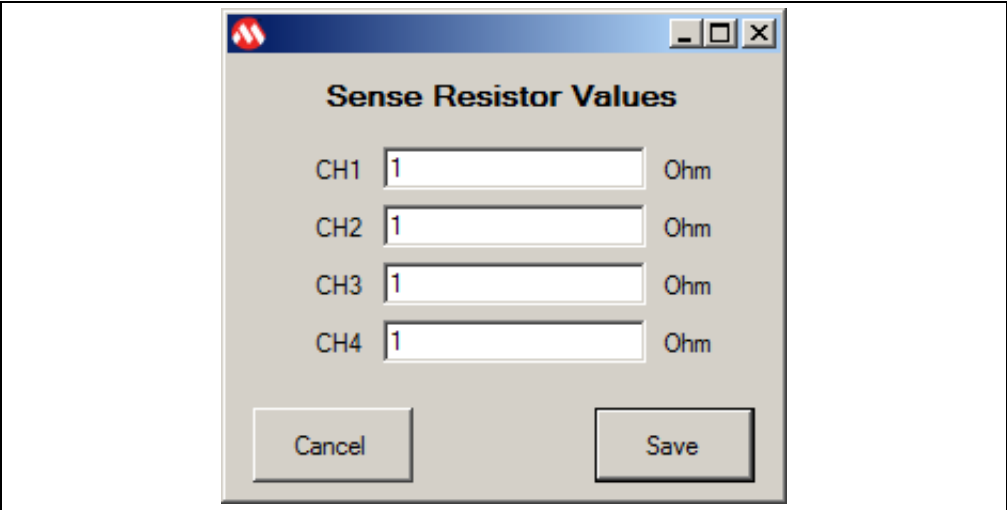 Sense Resistor Values
CH1 1 Ohm
CH2 1 Ohm
CH3 1 Ohm
CH4 1 Ohm
Cancel Save